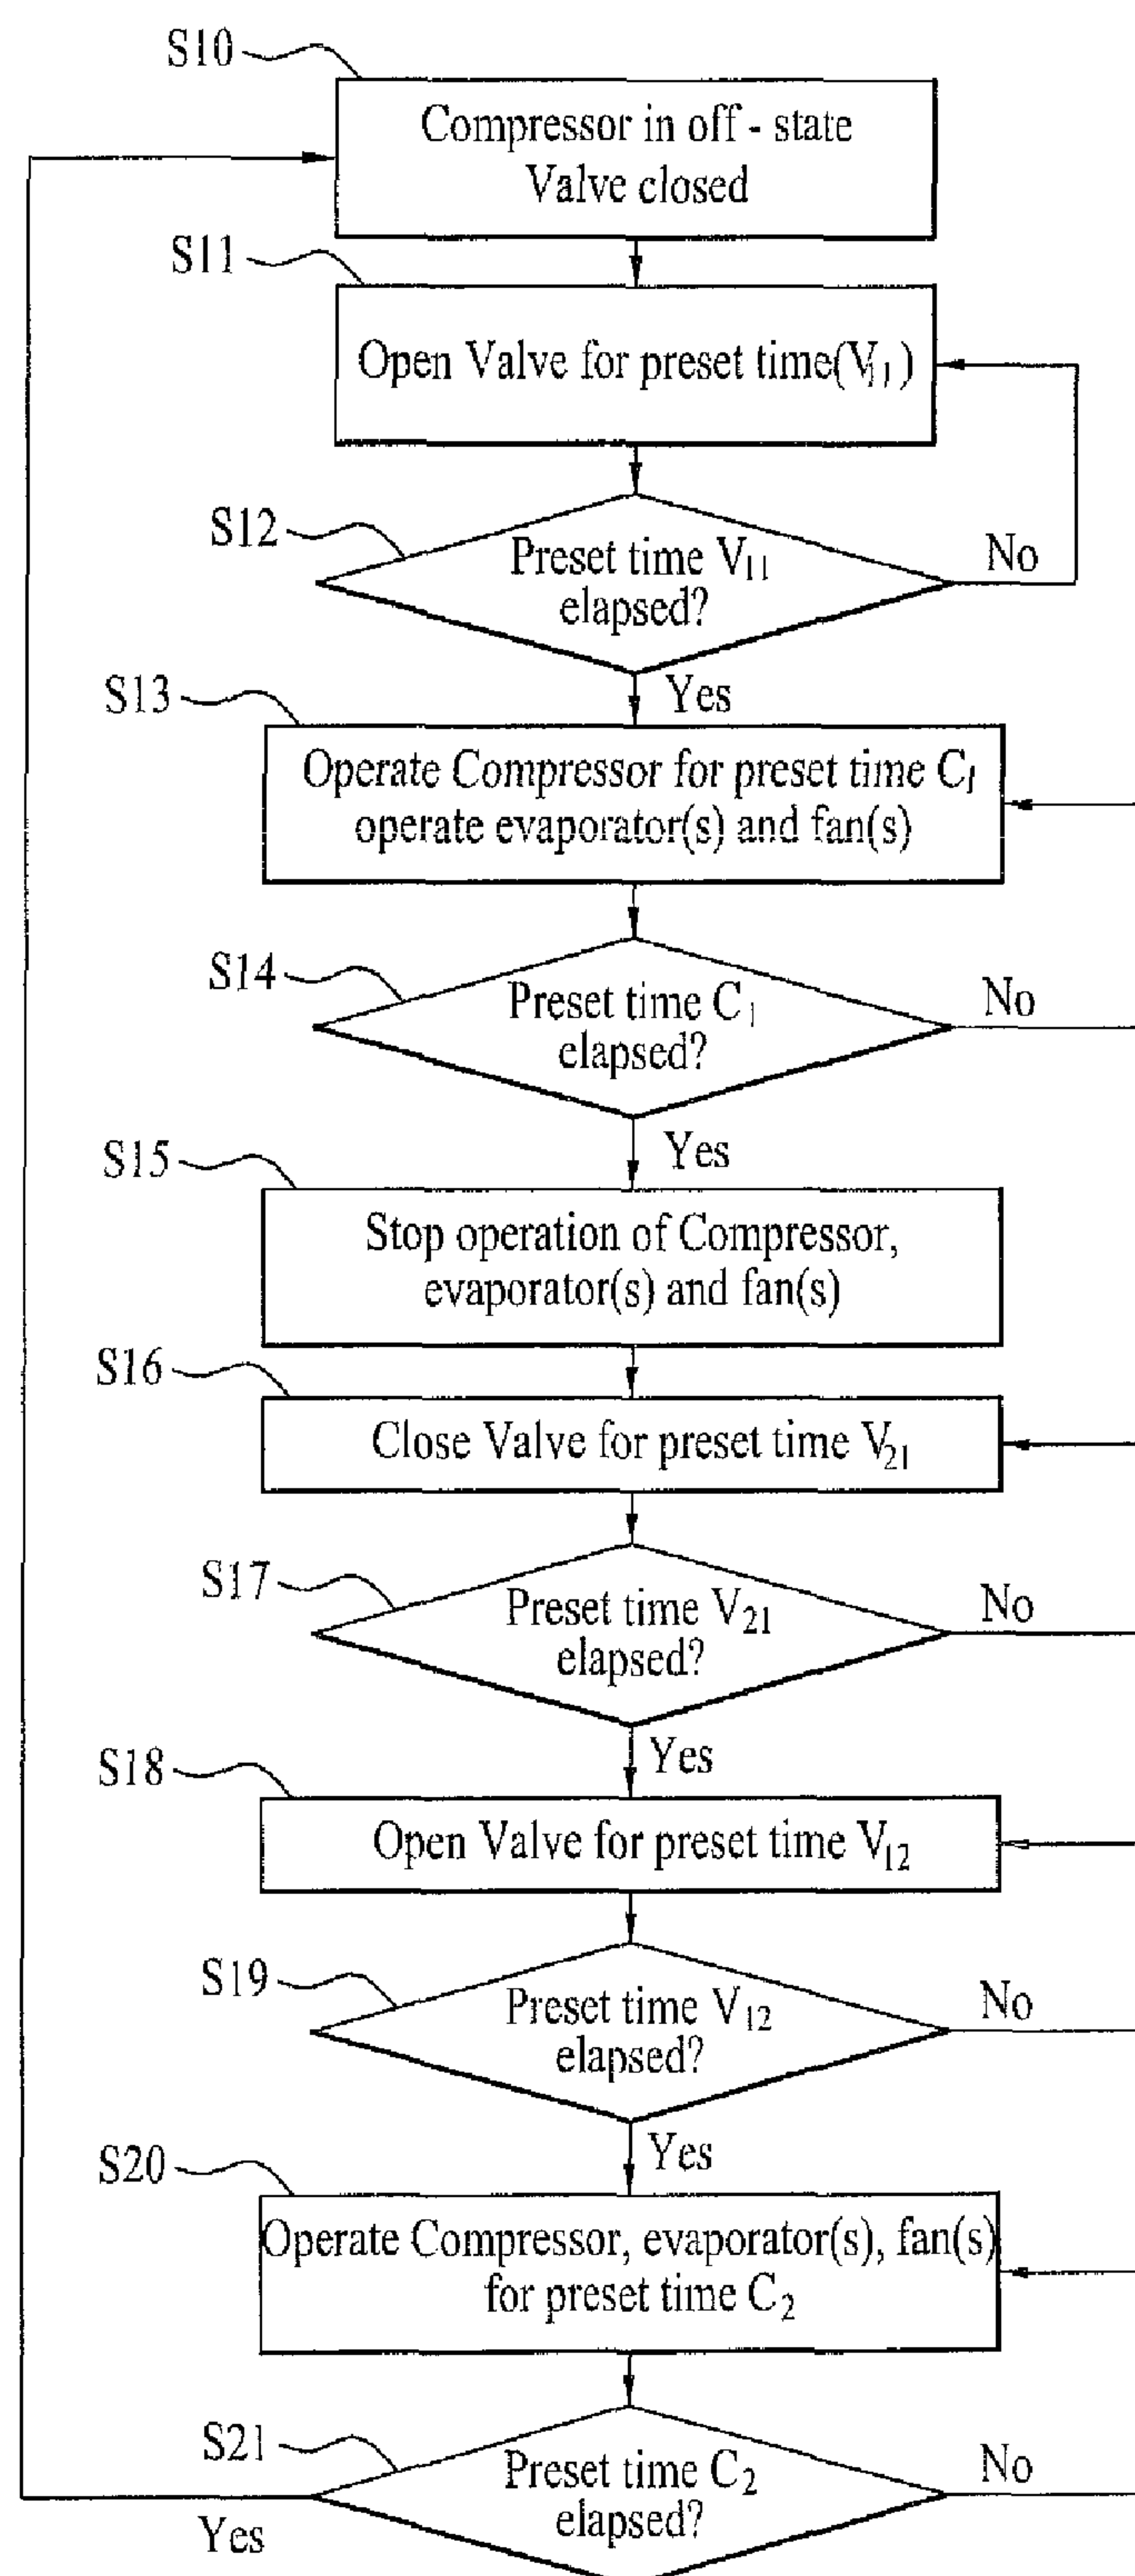 S10
Compressor in off - state
Valve closed
S11
Open Valve for preset time(V11)
S12
Preset time V11
elapsed?
No
Yes
S13
Operate Compressor for preset time C1
operate evaporator(s) and fan(s)
S14
Preset time C1
elapsed?
No
Yes
S15
Stop operation of Compressor,
evaporator(s) and fan(s)
S16
Close Valve for preset time V21
S17
Preset time V21
elapsed?
No
Yes
S18
Open Valve for preset time V12
S19
Preset time V12
elapsed?
No
Yes
S20
Operate Compressor, evaporator(s), fan(s)
for preset time C2
S21
Preset time C2
elapsed?
No
Yes